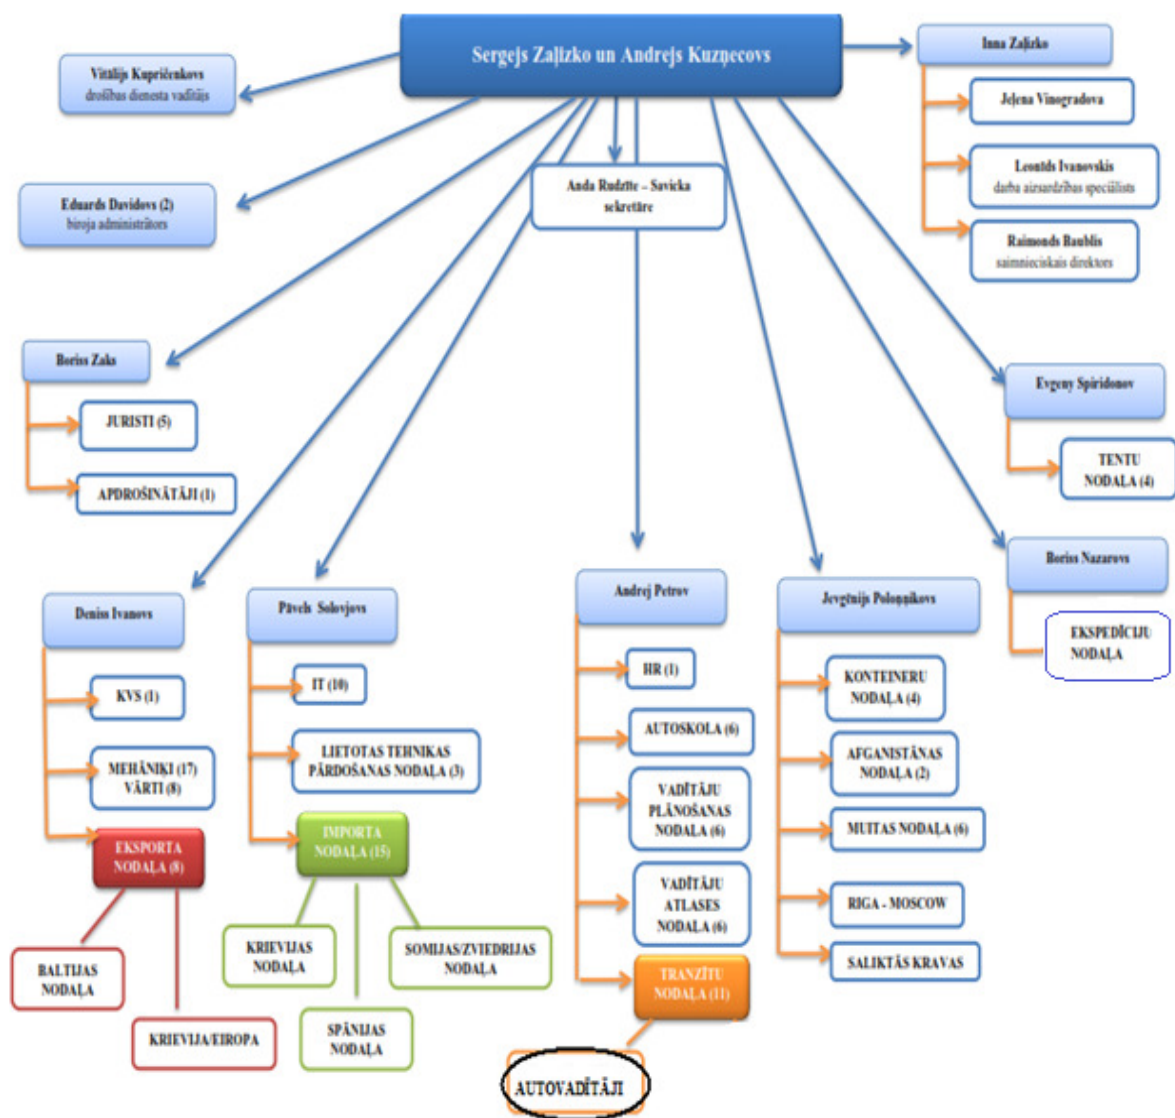 Sergejs Zaļizko un Andrejs Kuzņecovs
Vitālijs Kupričenkovs
drošības dienesta vadītājs
Inna Zaļizko
Jeļena Vinogradova
Leonīds Ivanovskis
darba aizsardzības speciālists
Raimonds Baublis
saimnieciskais direktors
Anda Rudzīte – Savicka
sekretāre
Eduards Davidovs (2)
biroja administrātors
Boriss Zaks
JURISTI (5)
APDROŠINĀTĀJI (1)
Evgeny Spiridonov
TENTU
NODAĻA (4)
Boriss Nazarovs
EKSPEDĪCIJU
NODAĻA
Deniss Ivanovs
KVS (1)
MEHĀNIĶI (17)
VĀRTI (8)
EKSPORTA
NODAĻA (8)
BALTIJAS
NODAĻA
KRIEVIJA/EIROPA
Pāvels Solovjovs
IT (10)
LIETOTAS TEHNIKAS
PĀRDOŠANAS NODAĻA (3)
IMPORTA
NODAĻA (15)
KRIEVIJAS
NODAĻA
SOMIJAS/ZVIEDRIJAS
NODAĻA
SPĀNIJAS
NODAĻA
Andrej Petrov
HR (1)
AUTOSKOLA (6)
VADĪTĀJU
PLĀNOŠANAS
NODAĻA (6)
VADĪTĀJU
ATLASES
NODAĻA (6)
TRANZĪTU
NODAĻA (11)
AUTOVADĪTĀJI
Jevgēnijs Poloņņikovs
KONTEINERU
NODAĻA (4)
AFGANISTĀNAS
NODAĻA (2)
MUITAS NODAĻA (6)
RIGA - MOSCOW
SALIKTĀS KRAVAS